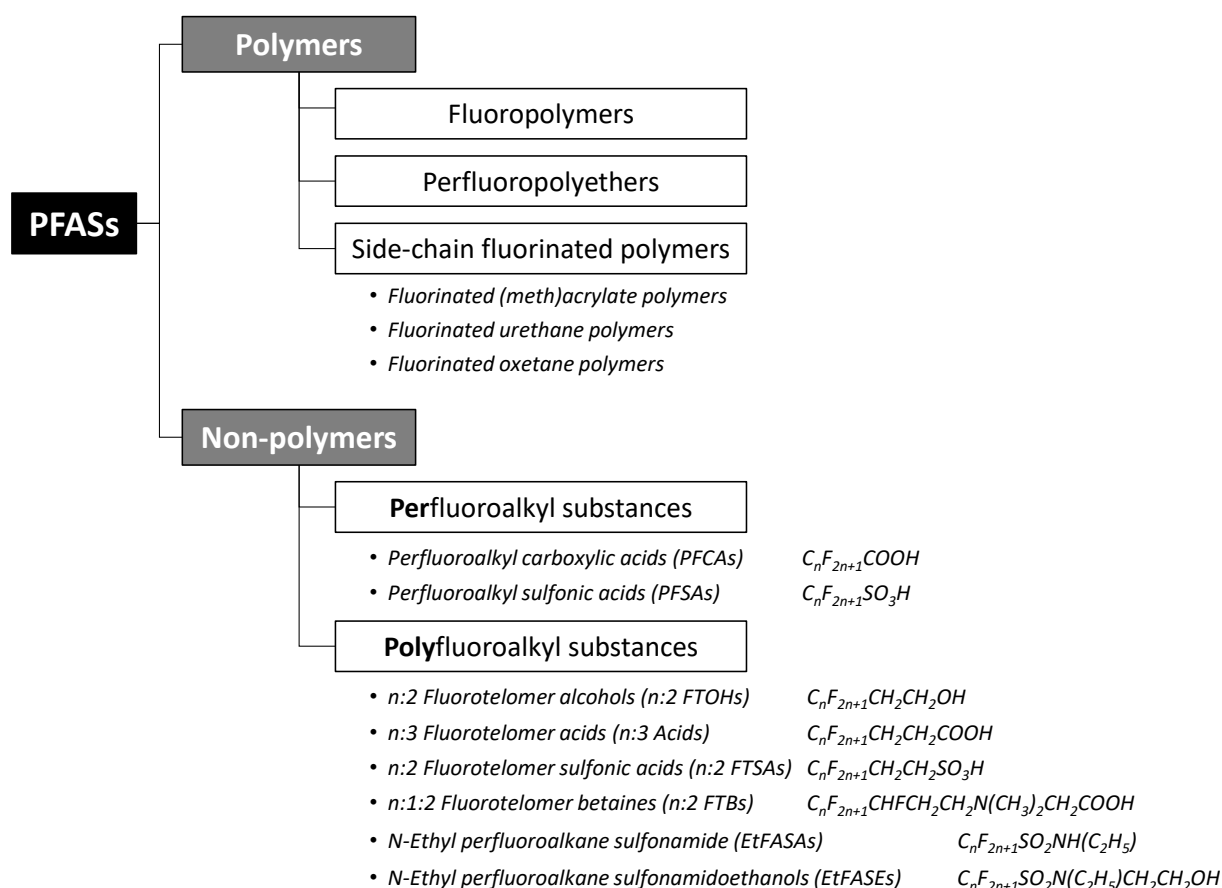 Polymers
Fluoropolymers
Perfluoropolyethers
PFASs
Side-chain fluorinated polymers
• Fluorinated (meth)acrylate polymers
• Fluorinated urethane polymers
• Fluorinated oxetane polymers
Non-polymers
Perfluoroalkyl substances
• Perfluoroalkyl carboxylic acids (PFCAs) CₙF₂ₙ₊₁COOH
• Perfluoroalkyl sulfonic acids (PFSAs) CₙF₂ₙ₊₁SO₃H
Polyfluoroalkyl substances
• n:2 Fluorotelomer alcohols (n:2 FTOHs) CₙF₂ₙ₊₁CH₂CH₂OH
• n:3 Fluorotelomer acids (n:3 Acids) CₙF₂ₙ₊₁CH₂CH₂COOH
• n:2 Fluorotelomer sulfonic acids (n:2 FTSAs) CₙF₂ₙ₊₁CH₂CH₂SO₃H
• n:1:2 Fluorotelomer betaines (n:2 FTBs) CₙF₂ₙ₊₁CHFCH₂CH₂N(CH₃)₂CH₂COOH
• N-Ethyl perfluoroalkane sulfonamide (EtFASAs) CₙF₂ₙ₊₁SO₂NH(C₂H₅)
• N-Ethyl perfluoroalkane sulfonamidoethanols (EtFASEs) CₙF₂ₙ₊₁SO₂N(C₂H₅)CH₂CH₂OH